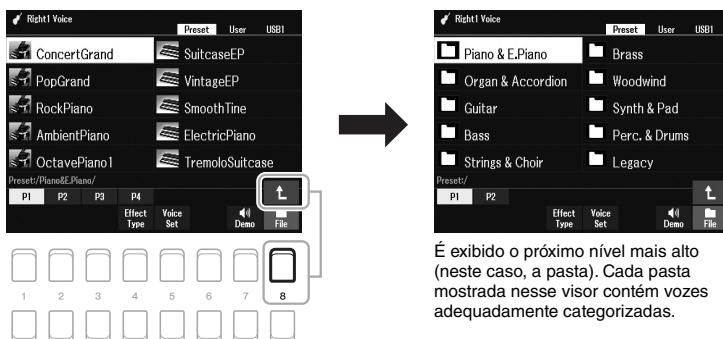 Right1 Voice
Preset User USB1
ConcertGrand SuitcaseEP
PopGrand VintageEP
RockPiano SmoothTine
AmbientPiano ElectricPiano
OctavePiano1 TremoloSuitcase
Preset:/Piano&E.Piano/
P1 P2 P3 P4
Effect Type Voice Set Demo File
1 2 3 4 5 6 7 8
Right1 Voice
Preset User USB1
Piano & E.Piano Brass
Organ & Accordion Woodwind
Guitar Synth & Pad
Bass Perc. & Drums
Strings & Choir Legacy
Preset:/
P1 P2
Effect Type Voice Set Demo File
É exibido o próximo nível mais alto
(neste caso, a pasta). Cada pasta
mostrada nesse visor contém vozes
adequadamente categorizadas.